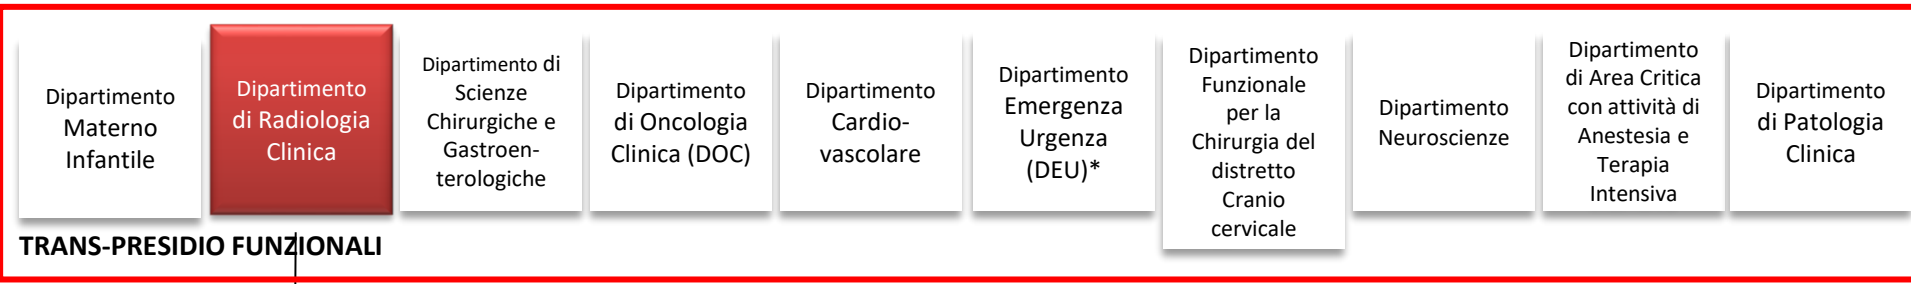 Dipartimento
Materno
Infantile
Dipartimento
di Radiologia
Clinica
Dipartimento di
Scienze
Chirurgiche e
Gastroen-
terologiche
Dipartimento
di Oncologia
Clinica (DOC)
Dipartimento
Cardio-
vascolare
Dipartimento
Emergenza
Urgenza
(DEU)*
Dipartimento
Funzionale
per la
Chirurgia del
distretto
Cranio
cervicale
Dipartimento
Neuroscienze
Dipartimento
di Area Critica
con attività di
Anestesia e
Terapia
Intensiva
Dipartimento
di Patologia
Clinica
TRANS-PRESIDIO FUNZIONALI